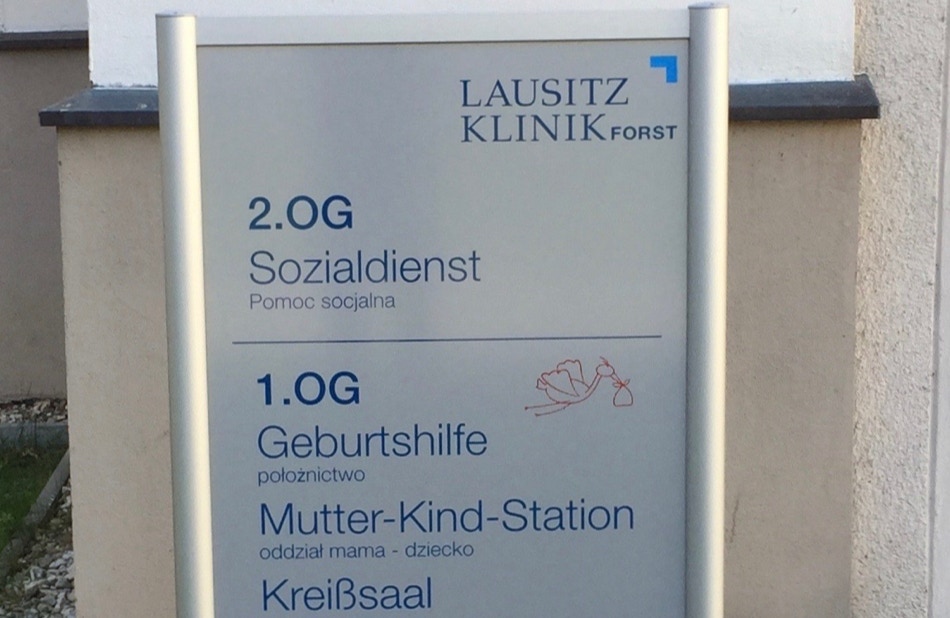 LAUSITZ
KLINIK FORST
2.OG
Sozialdienst
Pomoc socjalna
1.OG
Geburtshilfe
położnictwo
Mutter-Kind-Station
oddział mama - dziecko
Kreißsaal